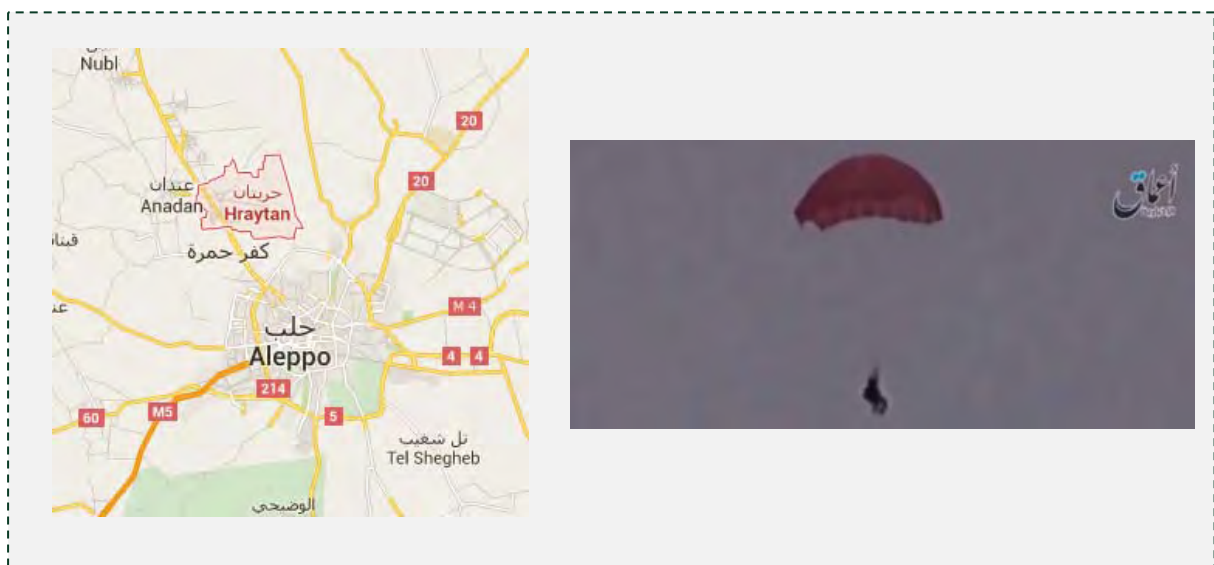 Nubl
20
20
عندان
Anadan
حريتان
Hraytan
كفر حمرة
M 4
حلب
Aleppo
4
4
214
60
M5
5
تل شغيب
Tel Shegheb
الوضيحي
أعماق